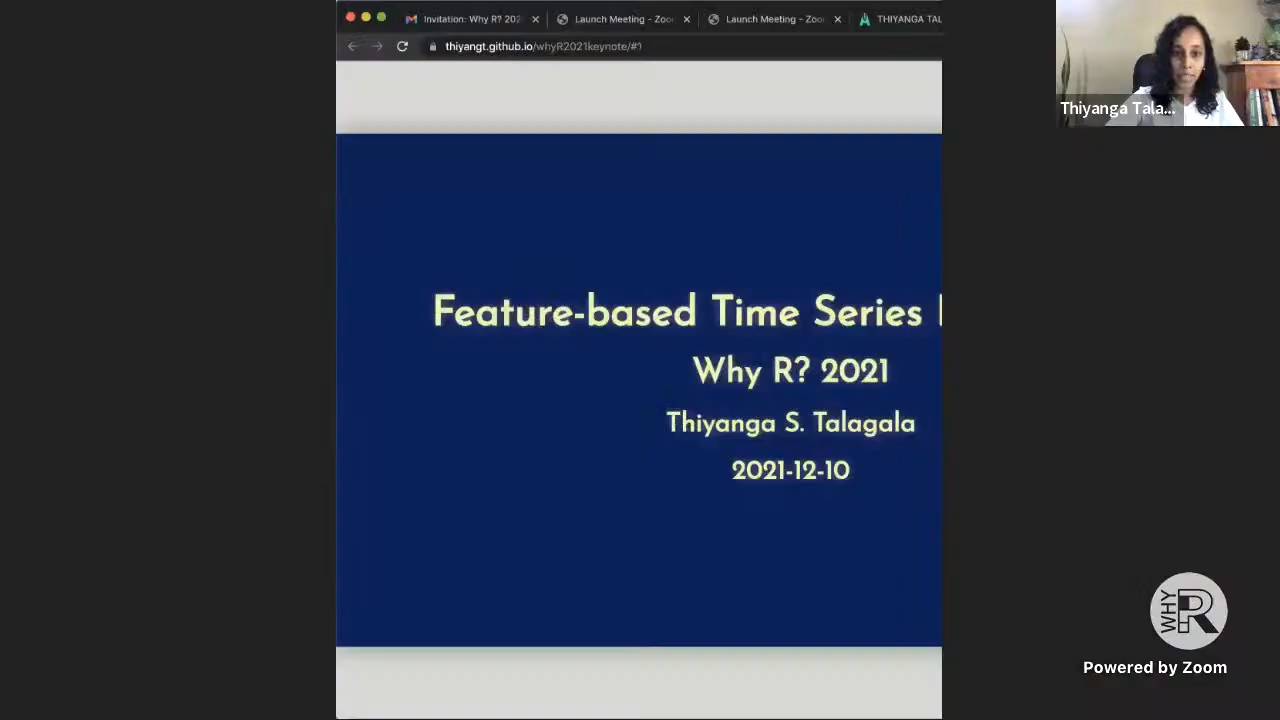 Invitation: Why R? 202
Launch Meeting - Zoo
Launch Meeting - Zoo
THIYANGA TAL
thiyangt.github.io/whyR2021keynote/#1
Thiyanga Tala...
Feature-based Time Series
Why R? 2021
Thiyanga S. Talagala
2021-12-10
WHY R
Powered by Zoom